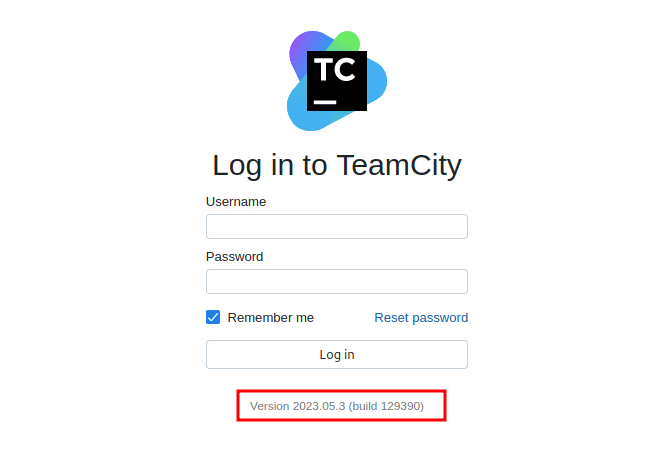 TC
Log in to TeamCity
Username
Password
Remember me Reset password
Log in
Version 2023.05.3 (build 129390)